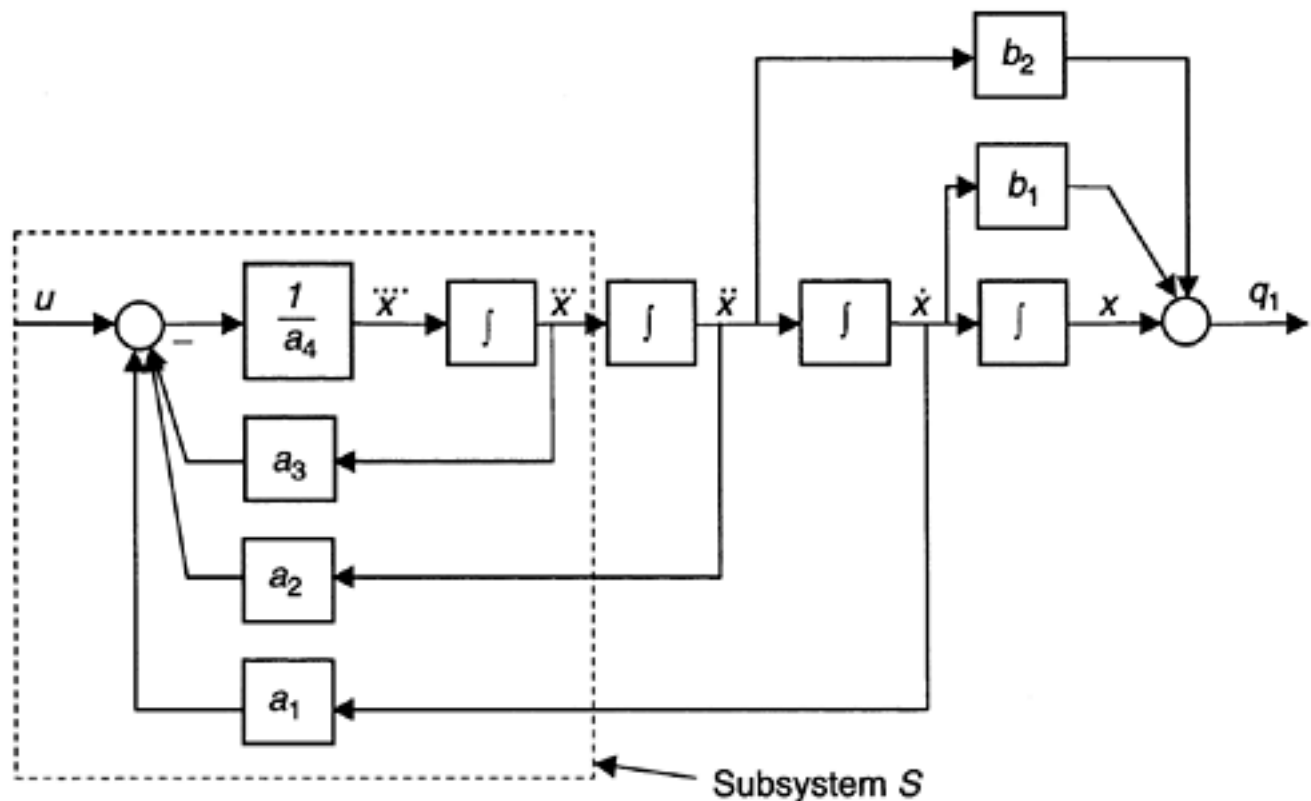 b₂
b₁
u
1
a₄
x⃜
∫
x⃛
∫
ẍ
∫
ẋ
∫
x
q₁
−
a₃
a₂
a₁
Subsystem S